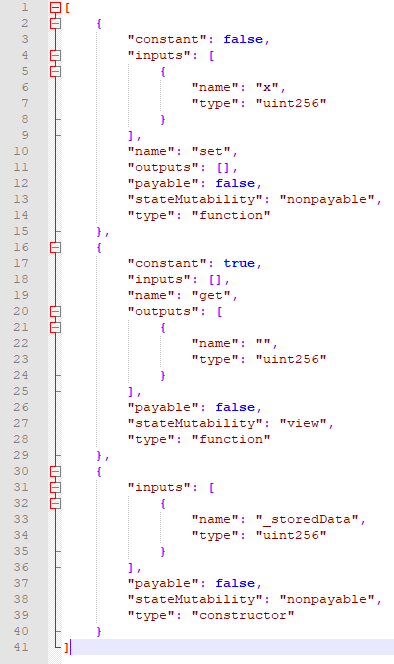 1 [
2     {
3         "constant": false,
4         "inputs": [
5             {
6                 "name": "x",
7                 "type": "uint256"
8             }
9         ],
10         "name": "set",
11         "outputs": [],
12         "payable": false,
13         "stateMutability": "nonpayable",
14         "type": "function"
15     },
16     {
17         "constant": true,
18         "inputs": [],
19         "name": "get",
20         "outputs": [
21             {
22                 "name": "",
23                 "type": "uint256"
24             }
25         ],
26         "payable": false,
27         "stateMutability": "view",
28         "type": "function"
29     },
30     {
31         "inputs": [
32             {
33                 "name": "_storedData",
34                 "type": "uint256"
35             }
36         ],
37         "payable": false,
38         "stateMutability": "nonpayable",
39         "type": "constructor"
40     }
41 ]